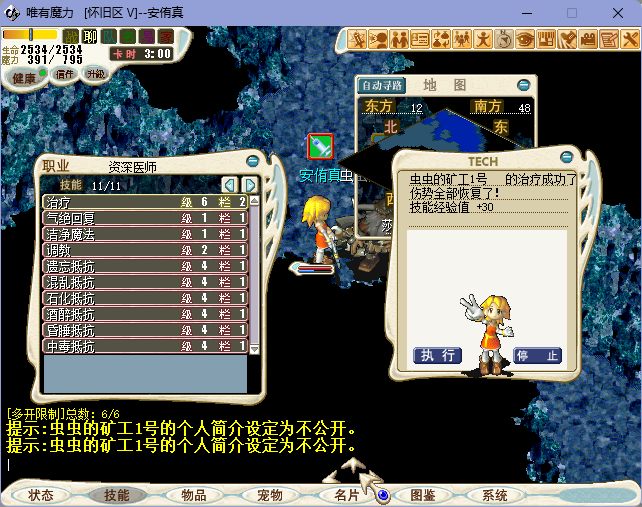 唯有魔力 [怀旧区 V]--安侑真
战 聊
生命 2534/2534
魔力 391/ 795
卡时 3:00
健康 信任 升级
自动寻路 地 图
东方 12 南方 48
北 东
安侑真虫
职业 资深医师
技能 11/11
治疗 级 6 栏 2
气绝回复 级 1 栏 1
洁净魔法 级 1 栏 1
调教 级 2 栏 1
遗忘抵抗 级 4 栏 1
混乱抵抗 级 4 栏 1
石化抵抗 级 4 栏 1
酒醉抵抗 级 4 栏 1
昏睡抵抗 级 4 栏 1
中毒抵抗 级 4 栏 1
TECH
虫虫的矿工1号 的治疗成功了
伤势全部恢复了!
技能经验值 +30
执 行 停 止
[多开限制]总数: 6/6
提示:虫虫的矿工1号的个人简介设定为不公开。
提示:虫虫的矿工1号的个人简介设定为不公开。
状态 技能 物品 宠物 名片 图鉴 系统